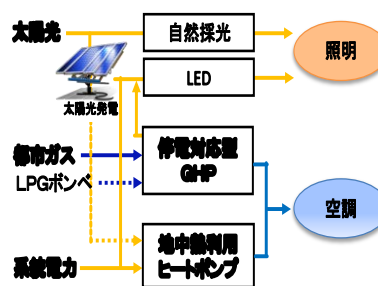 太陽光
自然採光
照明
LED
太陽光発電
都市ガス
停電対応型
GHP
LPGボンベ
空調
地中熱利用
ヒートポンプ
系統電力